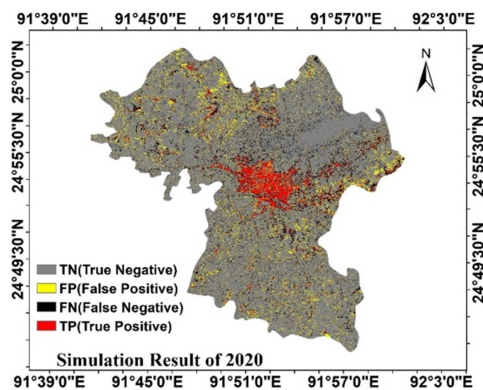 91°39'0"N 91°45'0"N 91°51'0"N 91°57'0"N 92°3'0"N
N
25°0'0"N 25°0'0"N
24°55'30"N 24°55'30"N
24°49'30"N 24°49'30"N
TN(True Negative)
FP(False Positive)
FN(False Negative)
TP(True Positive)
Simulation Result of 2020
91°39'0"N 91°45'0"N 91°51'0"N 91°57'0"N 92°3'0"N